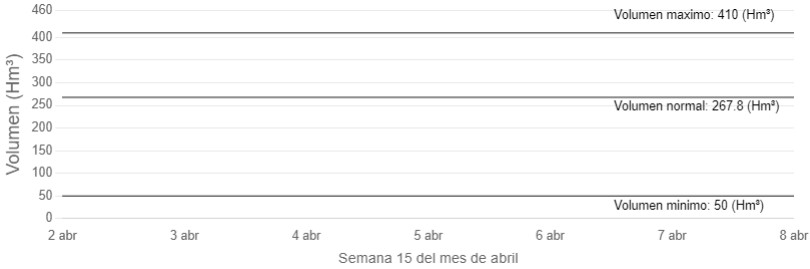 Volumen (Hm³)
460
400
350
300
250
200
150
100
50
0
Volumen maximo: 410 (Hm³)
Volumen normal: 267.8 (Hm³)
Volumen minimo: 50 (Hm³)
2 abr
3 abr
4 abr
5 abr
6 abr
7 abr
8 abr
Semana 15 del mes de abril